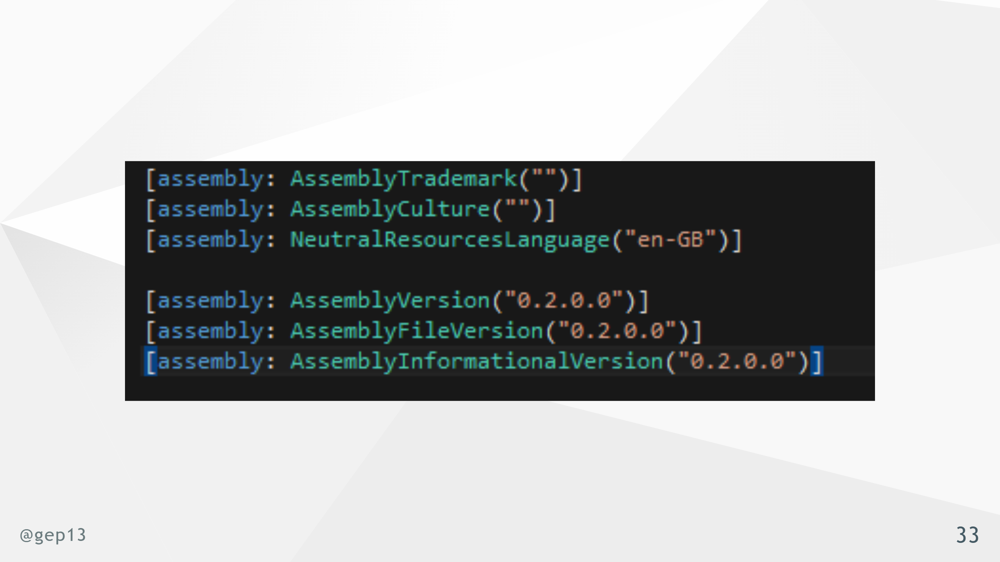 [assembly: AssemblyTrademark("")]
[assembly: AssemblyCulture("")]
[assembly: NeutralResourcesLanguage("en-GB")]
[assembly: AssemblyVersion("0.2.0.0")]
[assembly: AssemblyFileVersion("0.2.0.0")]
[assembly: AssemblyInformationalVersion("0.2.0.0")]
@gep13
33